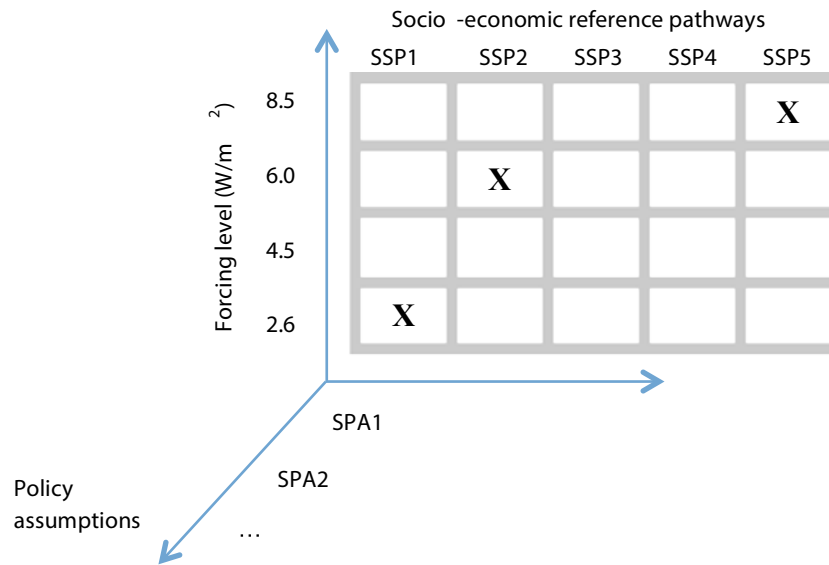 Socio -economic reference pathways
SSP1 SSP2 SSP3 SSP4 SSP5
Forcing level (W/m 2)
8.5 X
6.0 X
4.5
2.6 X
SPA1
SPA2
...
Policy
assumptions